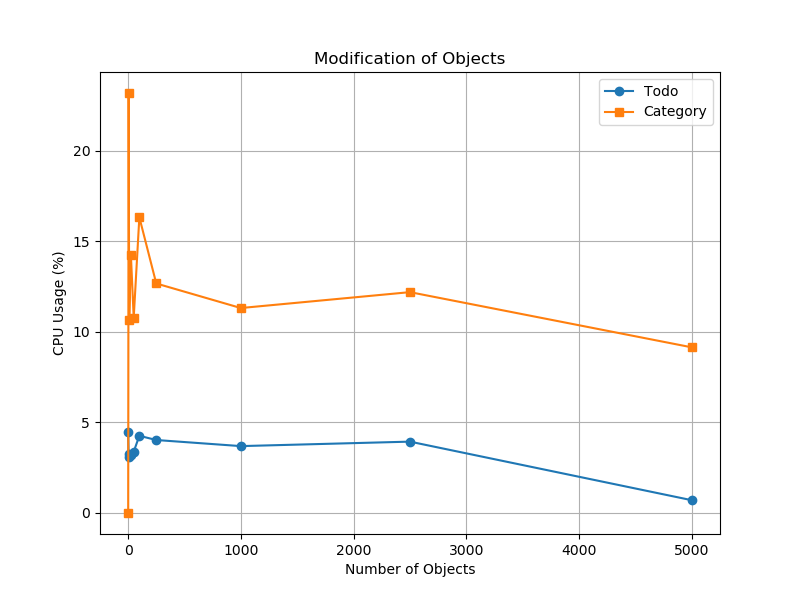 Modification of Objects
Todo
Category
CPU Usage (%)
20
15
10
5
0
0 1000 2000 3000 4000 5000
Number of Objects